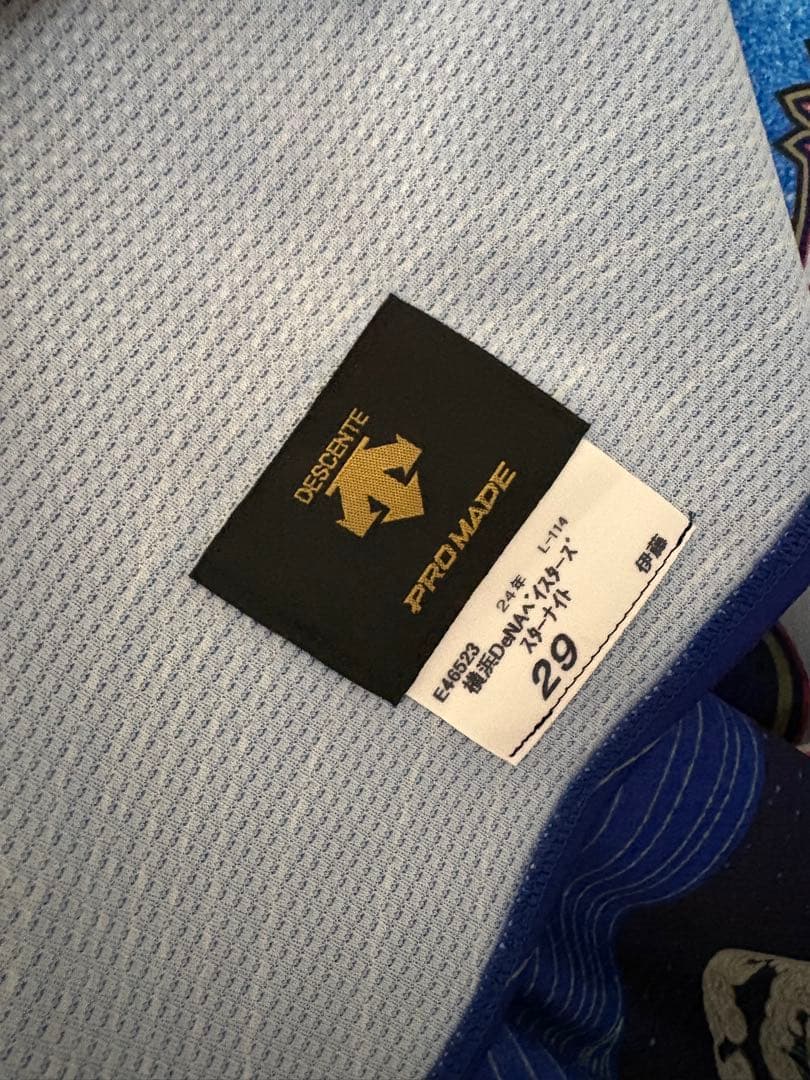 DESCENTE
PRO MADE
E46523 24年 L-114
横浜DeNAベイスターズ
スターナイト
29 伊藤